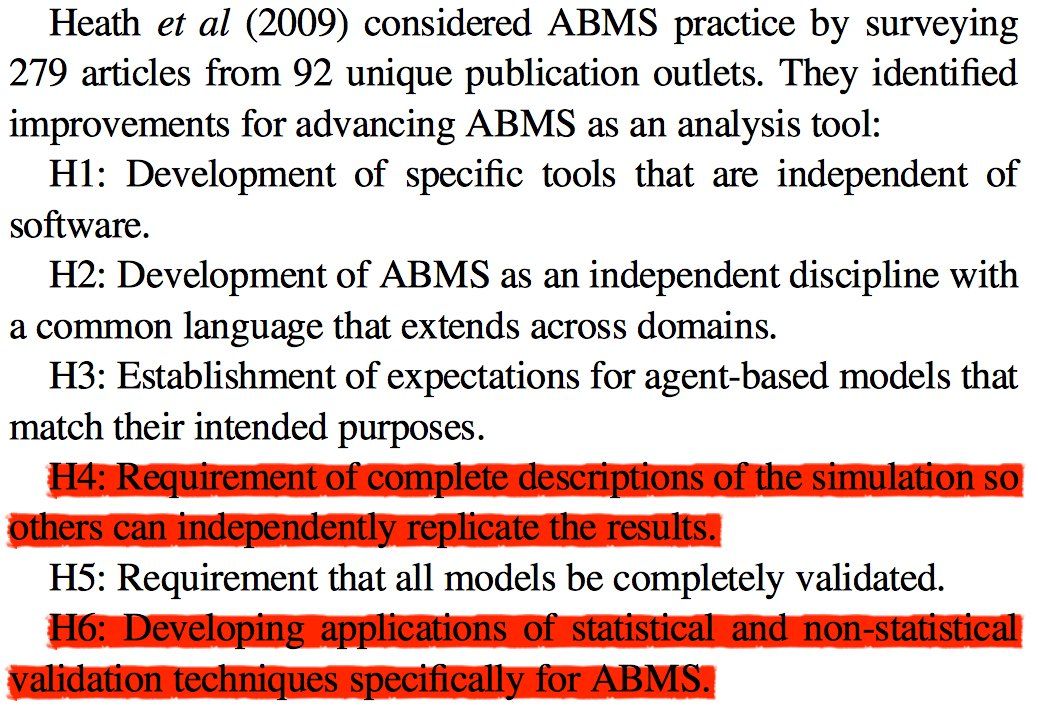 Heath et al (2009) considered ABMS practice by surveying
279 articles from 92 unique publication outlets. They identified
improvements for advancing ABMS as an analysis tool:
H1: Development of specific tools that are independent of
software.
H2: Development of ABMS as an independent discipline with
a common language that extends across domains.
H3: Establishment of expectations for agent-based models that
match their intended purposes.
H4: Requirement of complete descriptions of the simulation so
others can independently replicate the results.
H5: Requirement that all models be completely validated.
H6: Developing applications of statistical and non-statistical
validation techniques specifically for ABMS.